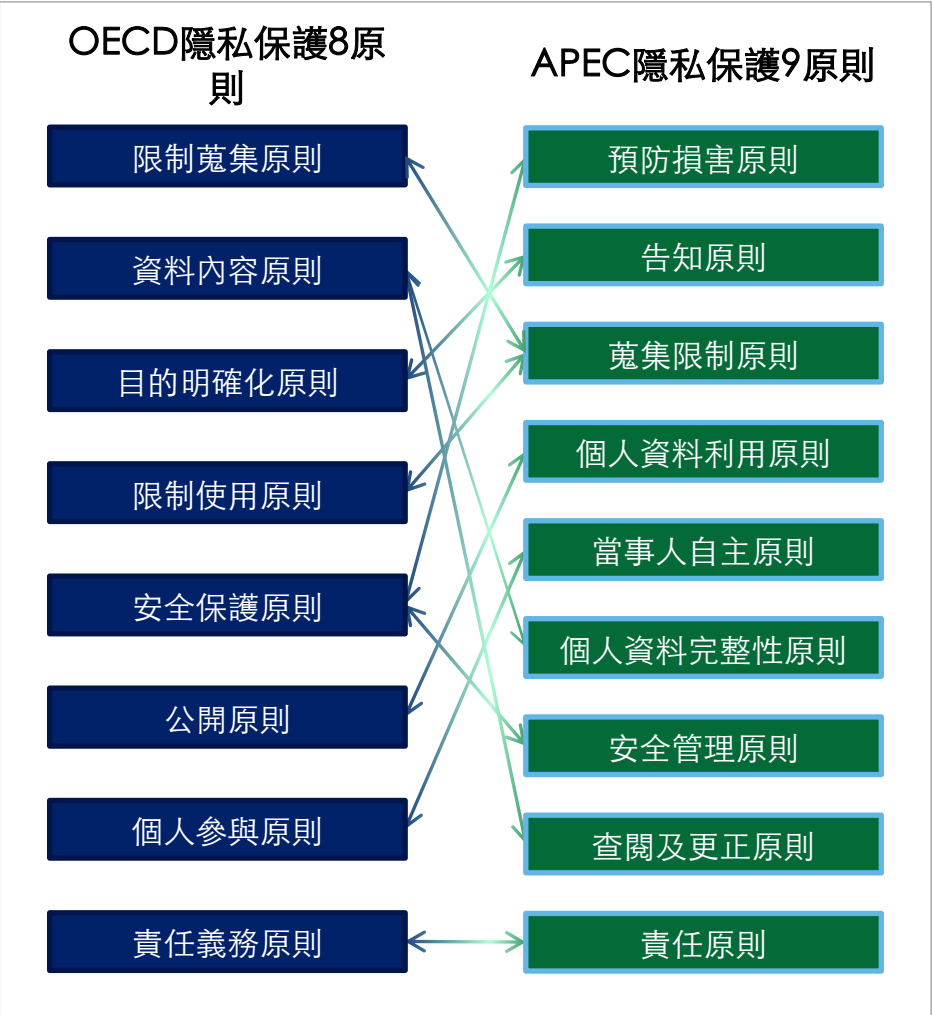 OECD隱私保護8原
則
限制蒐集原則
資料內容原則
目的明確化原則
限制使用原則
安全保護原則
公開原則
個人參與原則
責任義務原則
APEC隱私保護9原則
預防損害原則
告知原則
蒐集限制原則
個人資料利用原則
當事人自主原則
個人資料完整性原則
安全管理原則
查閱及更正原則
責任原則